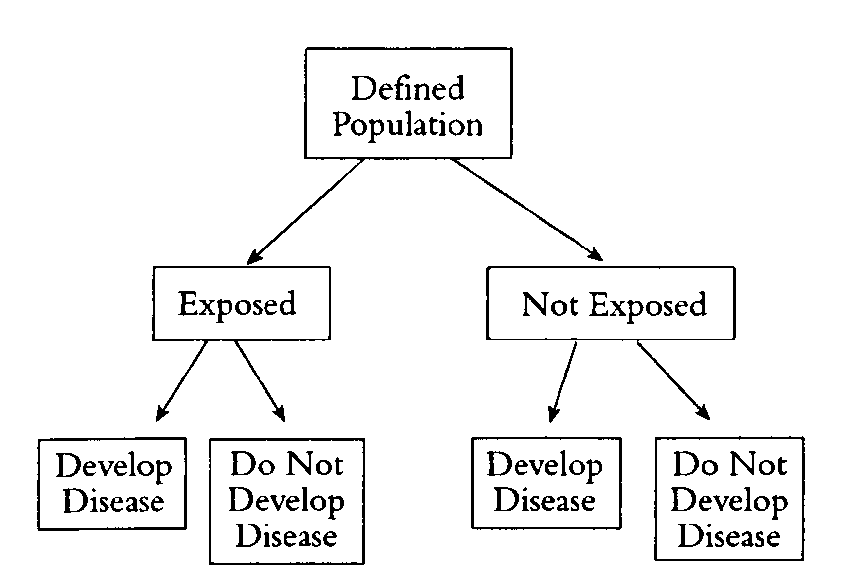 Defined
Population
Exposed
Not Exposed
Develop
Disease
Do Not
Develop
Disease
Develop
Disease
Do Not
Develop
Disease